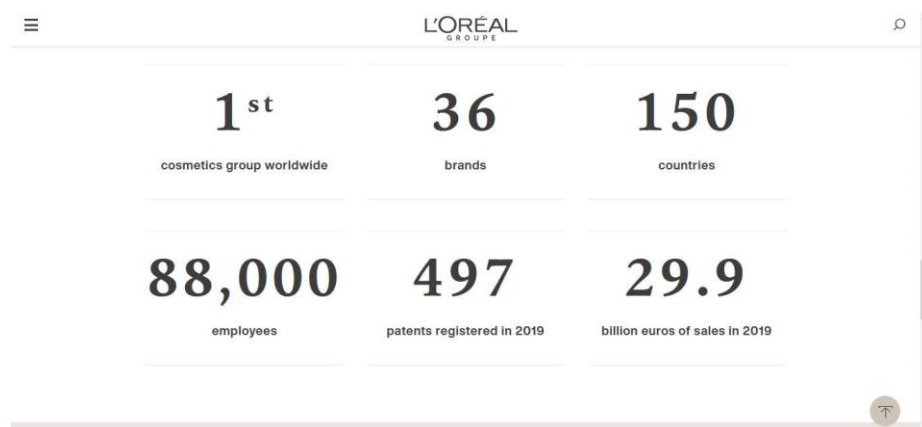 L'ORÉAL
GROUPE
1st
36
150
cosmetics group worldwide
brands
countries
88,000
497
29.9
employees
patents registered in 2019
billion euros of sales in 2019